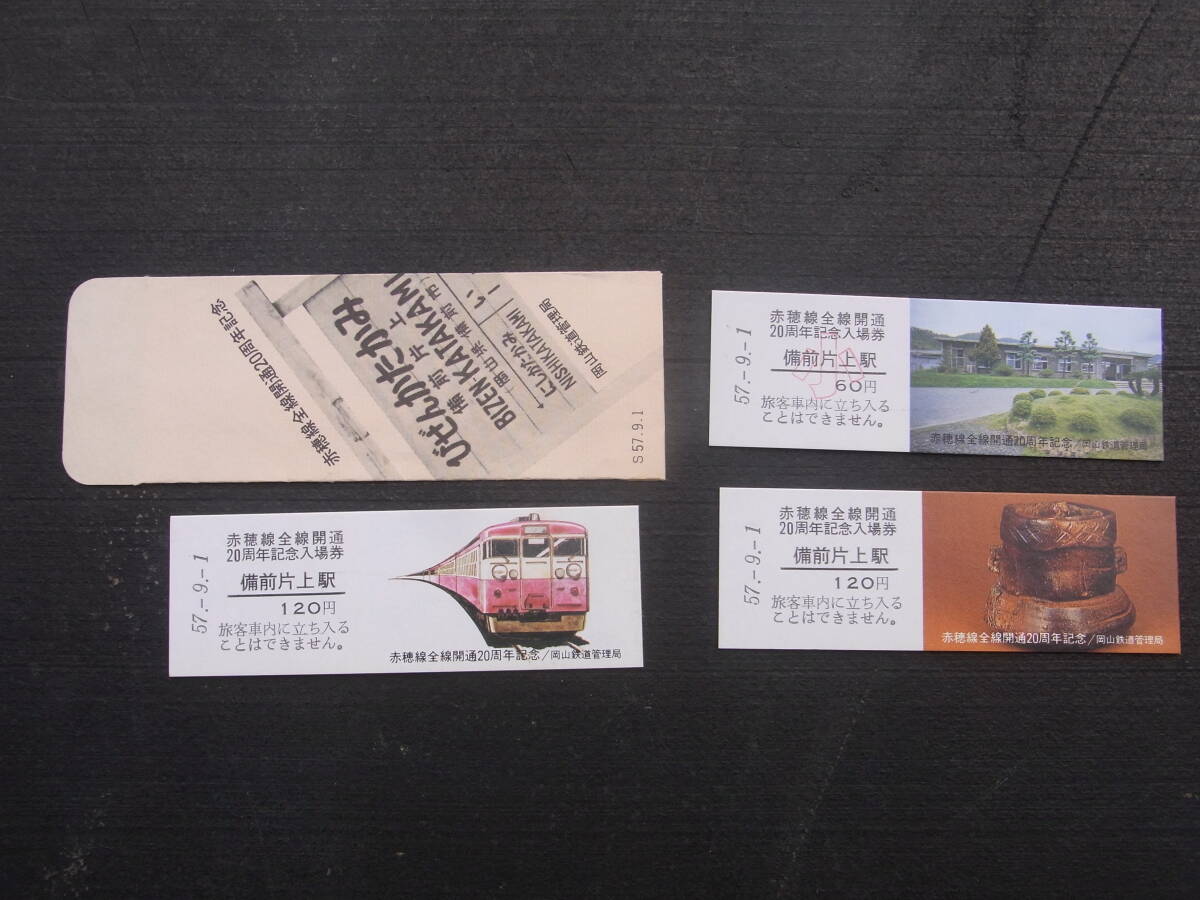 赤穂線全線開通20周年記念
びぜんかたかみ
備前片上
BIZEN KATAKAMI
NISHIKATAKAMI
にしがたかみ
岡山鉄道管理局
S57.9.1
赤穂線全線開通
20周年記念入場券
備前片上駅
60円
旅客車内に立ち入る
ことはできません。
57.-9.-1
小
赤穂線全線開通20周年記念/岡山鉄道管理局
赤穂線全線開通
20周年記念入場券
備前片上駅
120円
旅客車内に立ち入る
ことはできません。
57.-9.-1
赤穂線全線開通20周年記念/岡山鉄道管理局
赤穂線全線開通
20周年記念入場券
備前片上駅
120円
旅客車内に立ち入る
ことはできません。
57.-9.-1
赤穂線全線開通20周年記念/岡山鉄道管理局